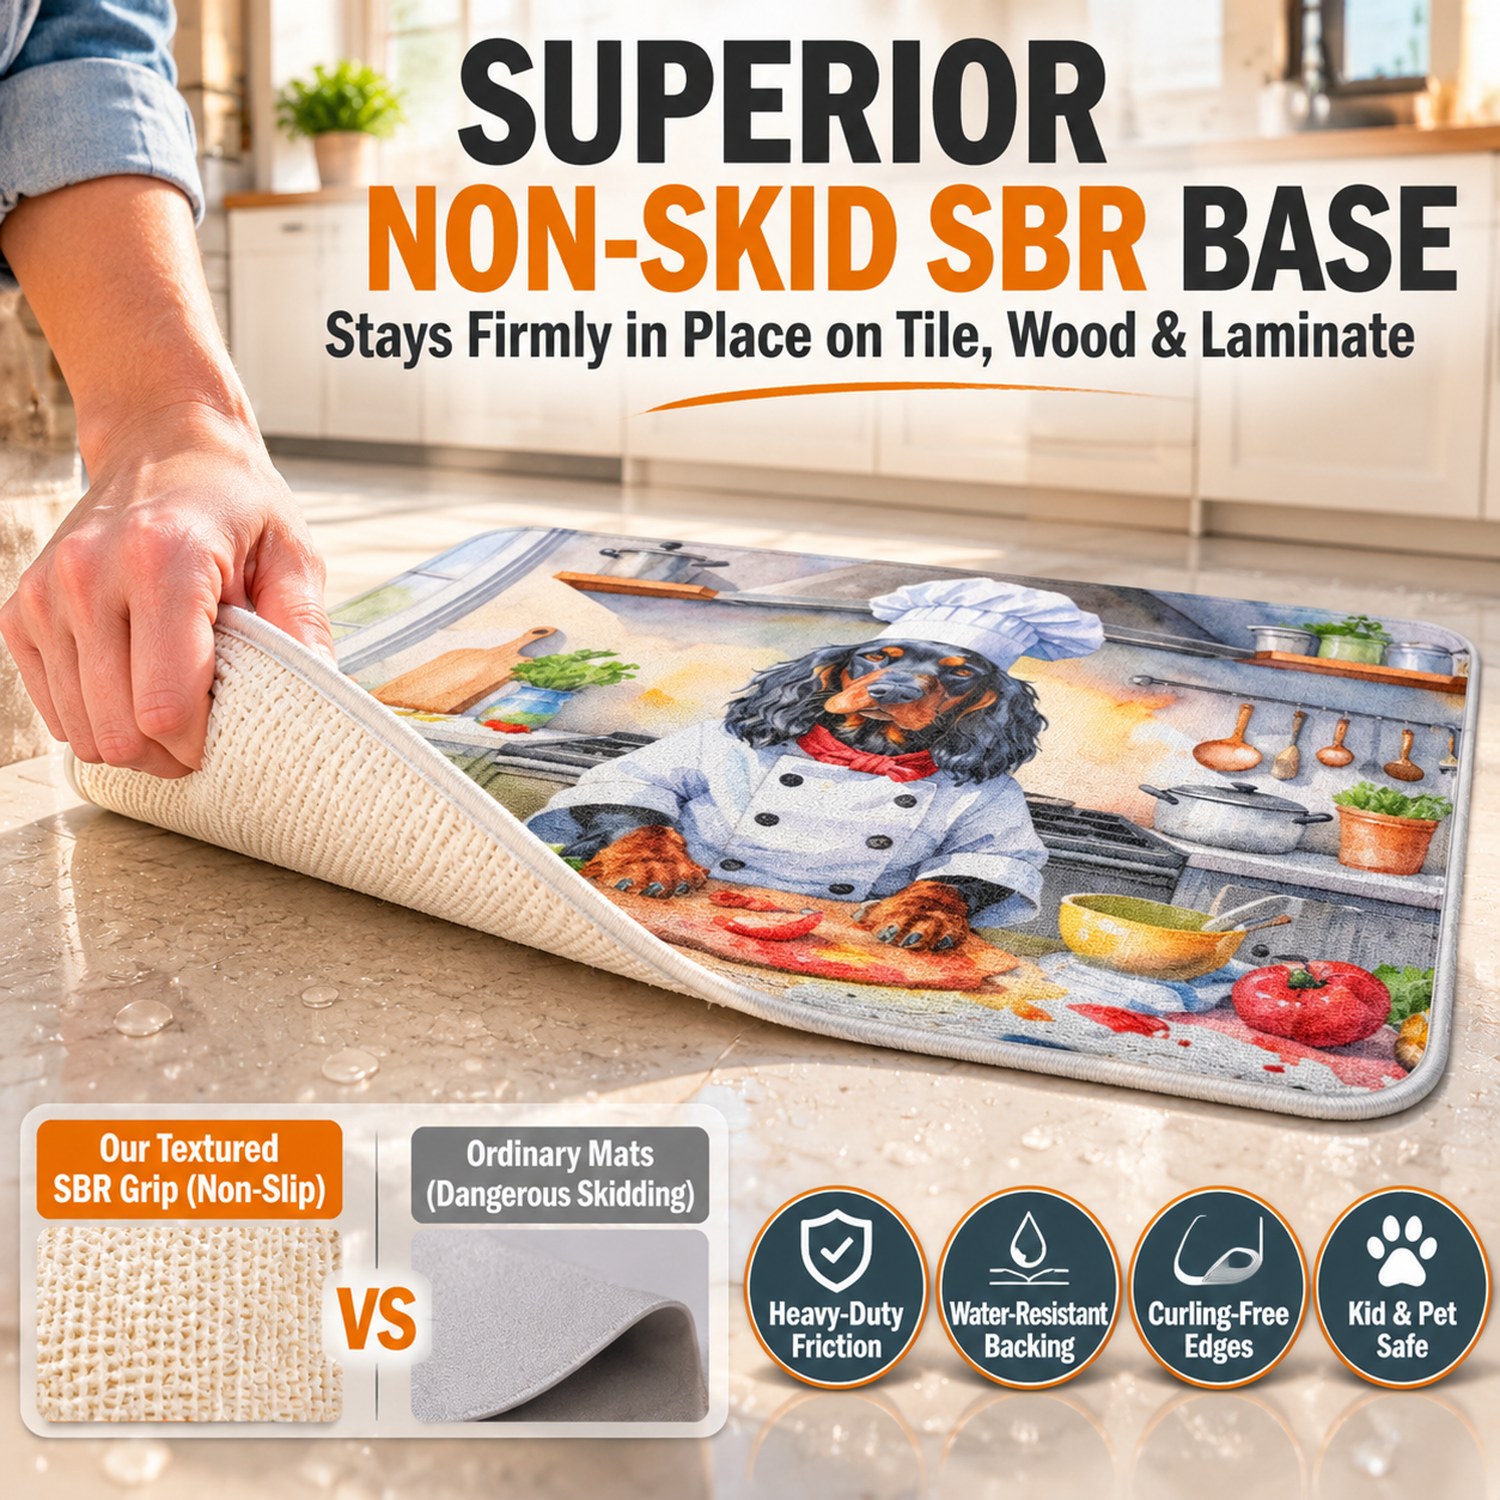 SUPERIOR
NON-SKID SBR BASE
Stays Firmly in Place on Tile, Wood & Laminate
Our Textured
SBR Grip (Non-Slip)
VS
Ordinary Mats
(Dangerous Skidding)
Heavy-Duty
Friction
Water-Resistant
Backing
Curling-Free
Edges
Kid & Pet
Safe